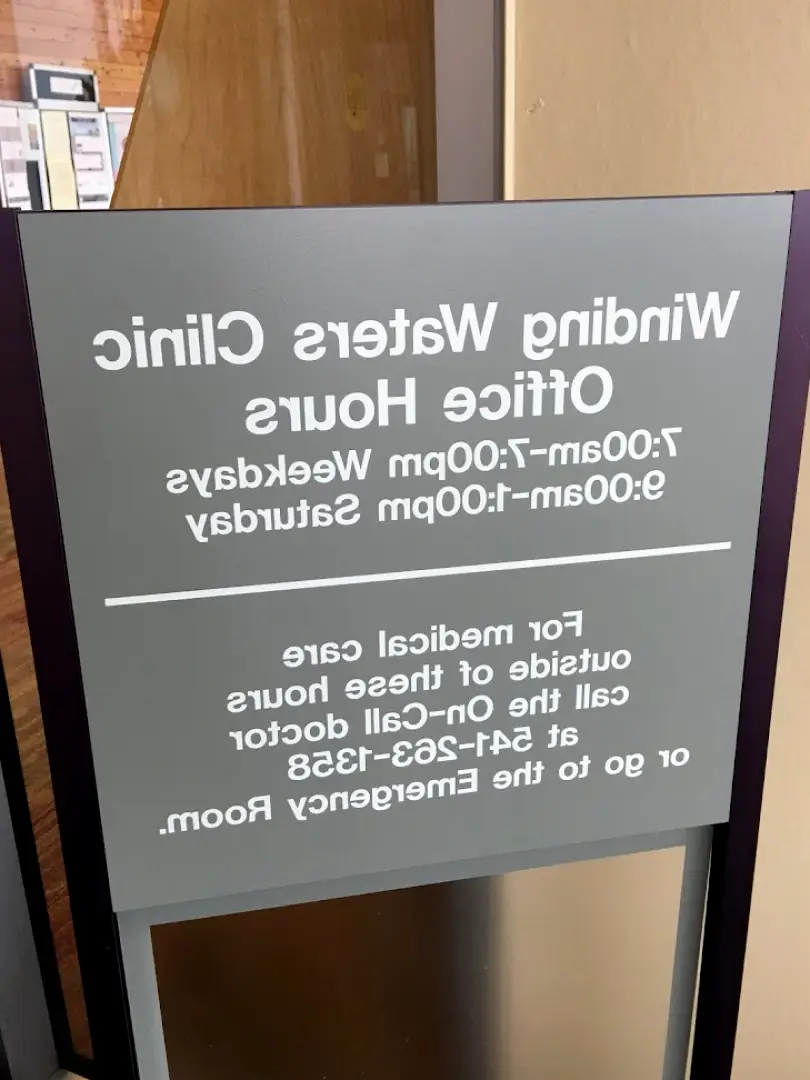 Winding Waters Clinic
Office Hours
7:00am-7:00pm Weekdays
9:00am-1:00pm Saturday
For medical care
outside of these hours
call the On-Call doctor
at 541-263-1358
or go to the Emergency Room.